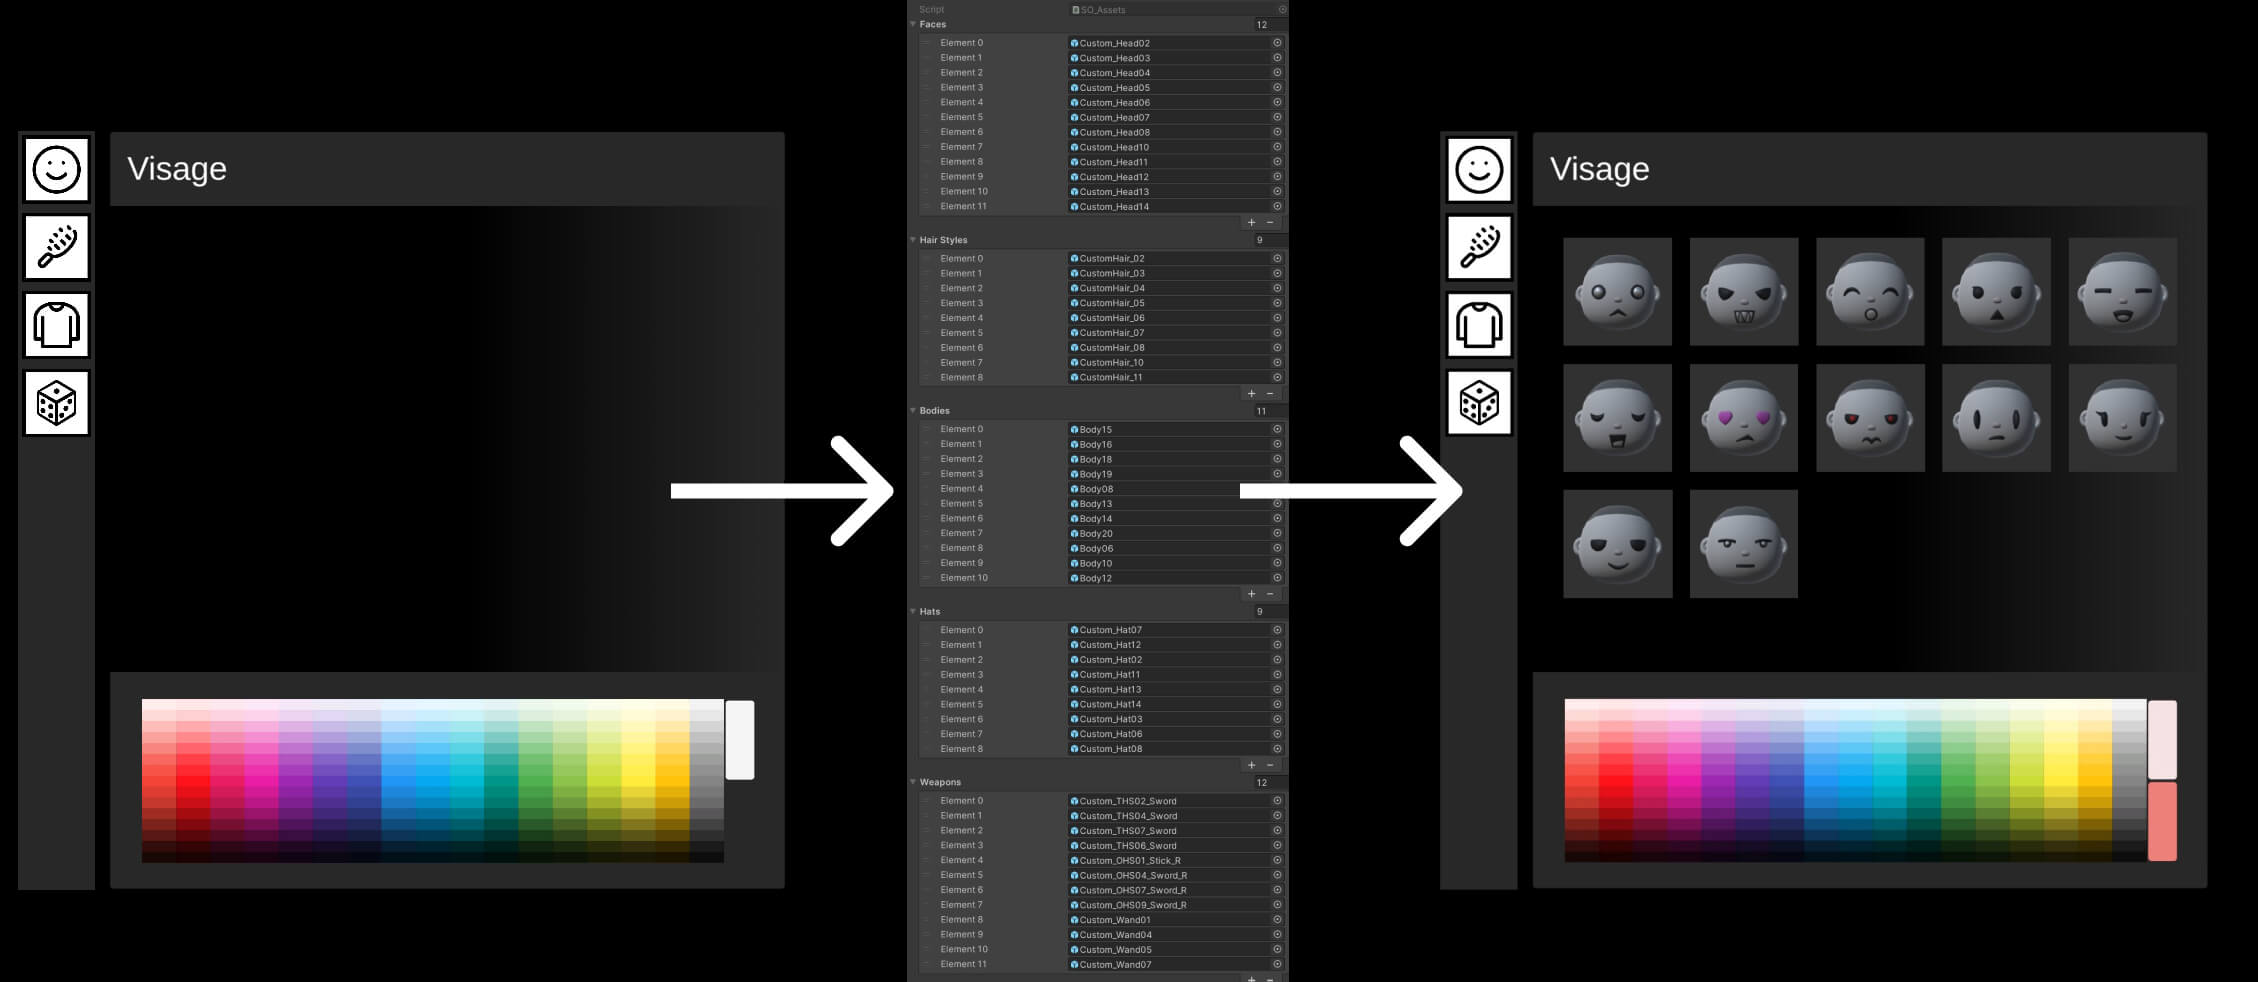 Visage
Script SO_Assets
Faces 12
Element 0 Custom_Head02
Element 1 Custom_Head03
Element 2 Custom_Head04
Element 3 Custom_Head05
Element 4 Custom_Head06
Element 5 Custom_Head07
Element 6 Custom_Head08
Element 7 Custom_Head10
Element 8 Custom_Head11
Element 9 Custom_Head12
Element 10 Custom_Head13
Element 11 Custom_Head14
+ −
Hair Styles 9
Element 0 CustomHair_02
Element 1 CustomHair_03
Element 2 CustomHair_04
Element 3 CustomHair_05
Element 4 CustomHair_06
Element 5 CustomHair_07
Element 6 CustomHair_08
Element 7 CustomHair_10
Element 8 CustomHair_11
+ −
Bodies 11
Element 0 Body15
Element 1 Body16
Element 2 Body18
Element 3 Body19
Element 4 Body08
Element 5 Body13
Element 6 Body14
Element 7 Body20
Element 8 Body06
Element 9 Body10
Element 10 Body12
+ −
Hats 9
Element 0 Custom_Hat07
Element 1 Custom_Hat12
Element 2 Custom_Hat02
Element 3 Custom_Hat11
Element 4 Custom_Hat13
Element 5 Custom_Hat14
Element 6 Custom_Hat03
Element 7 Custom_Hat06
Element 8 Custom_Hat08
+ −
Weapons 12
Element 0 Custom_THS02_Sword
Element 1 Custom_THS04_Sword
Element 2 Custom_THS07_Sword
Element 3 Custom_THS06_Sword
Element 4 Custom_OHS01_Stick_R
Element 5 Custom_OHS04_Sword_R
Element 6 Custom_OHS07_Sword_R
Element 7 Custom_OHS09_Sword_R
Element 8 Custom_Wand01
Element 9 Custom_Wand04
Element 10 Custom_Wand05
Element 11 Custom_Wand07
+ −
Visage